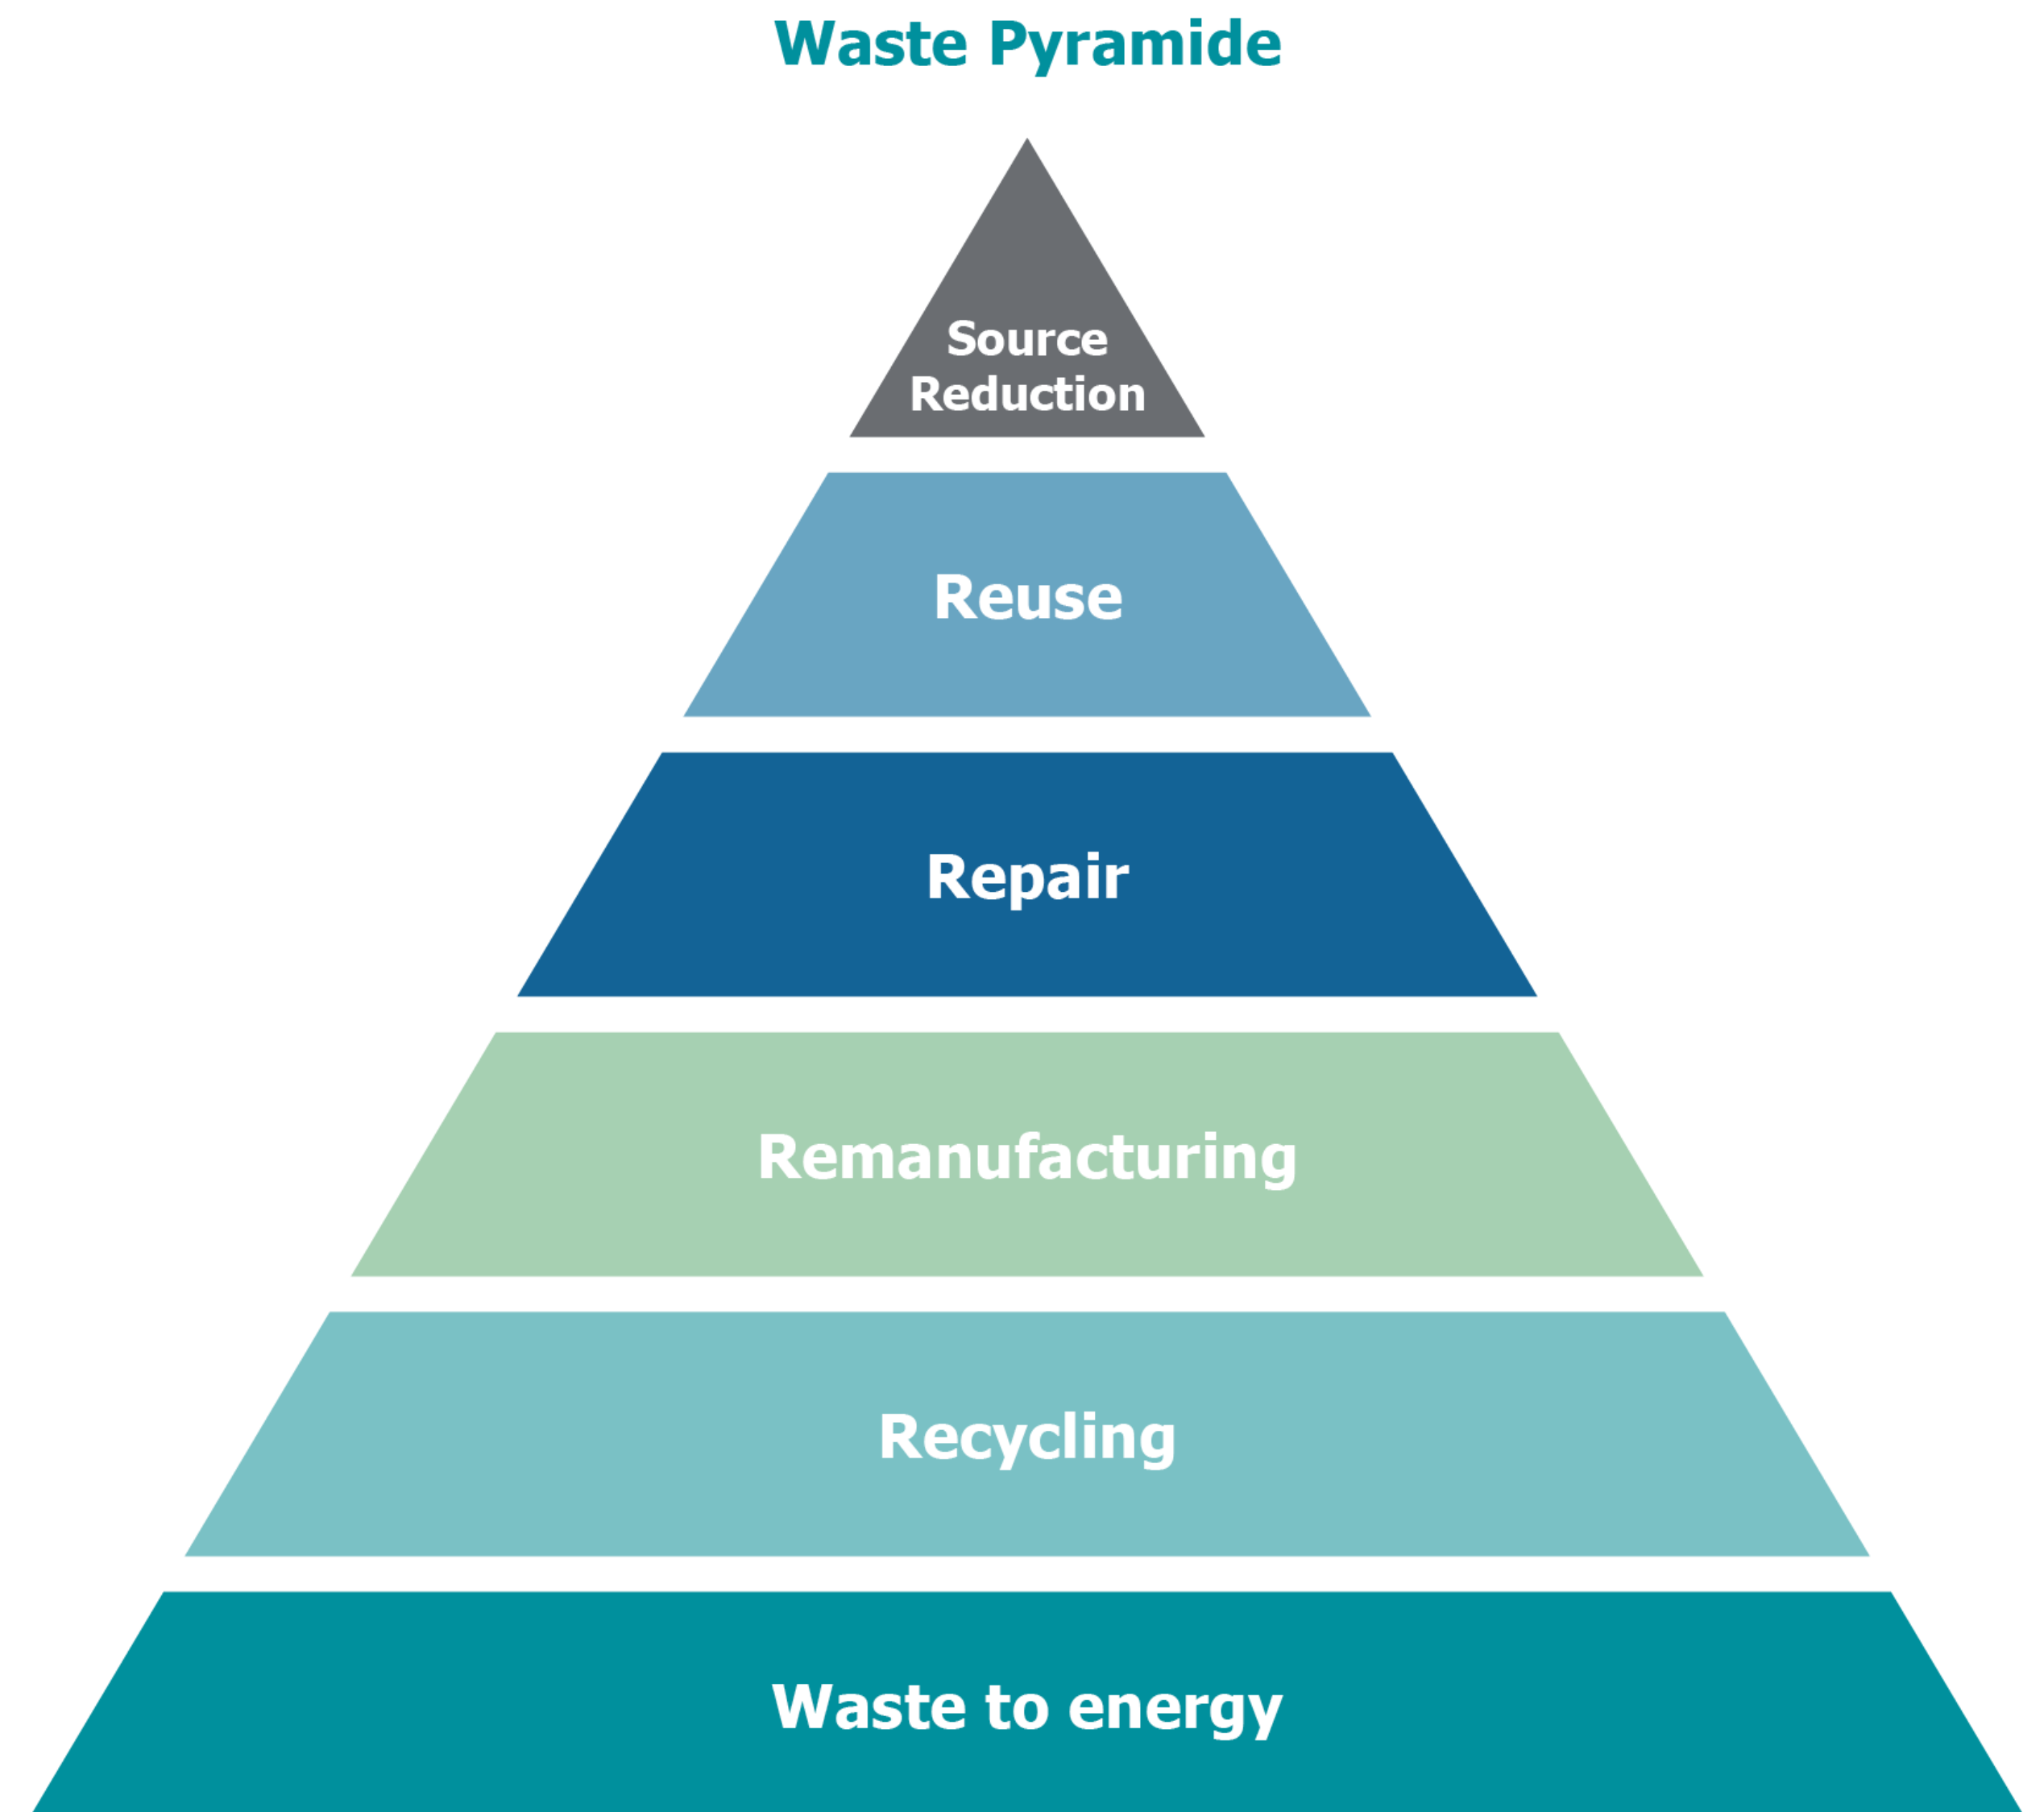 Waste Pyramide
Source
Reduction
Reuse
Repair
Remanufacturing
Recycling
Waste to energy